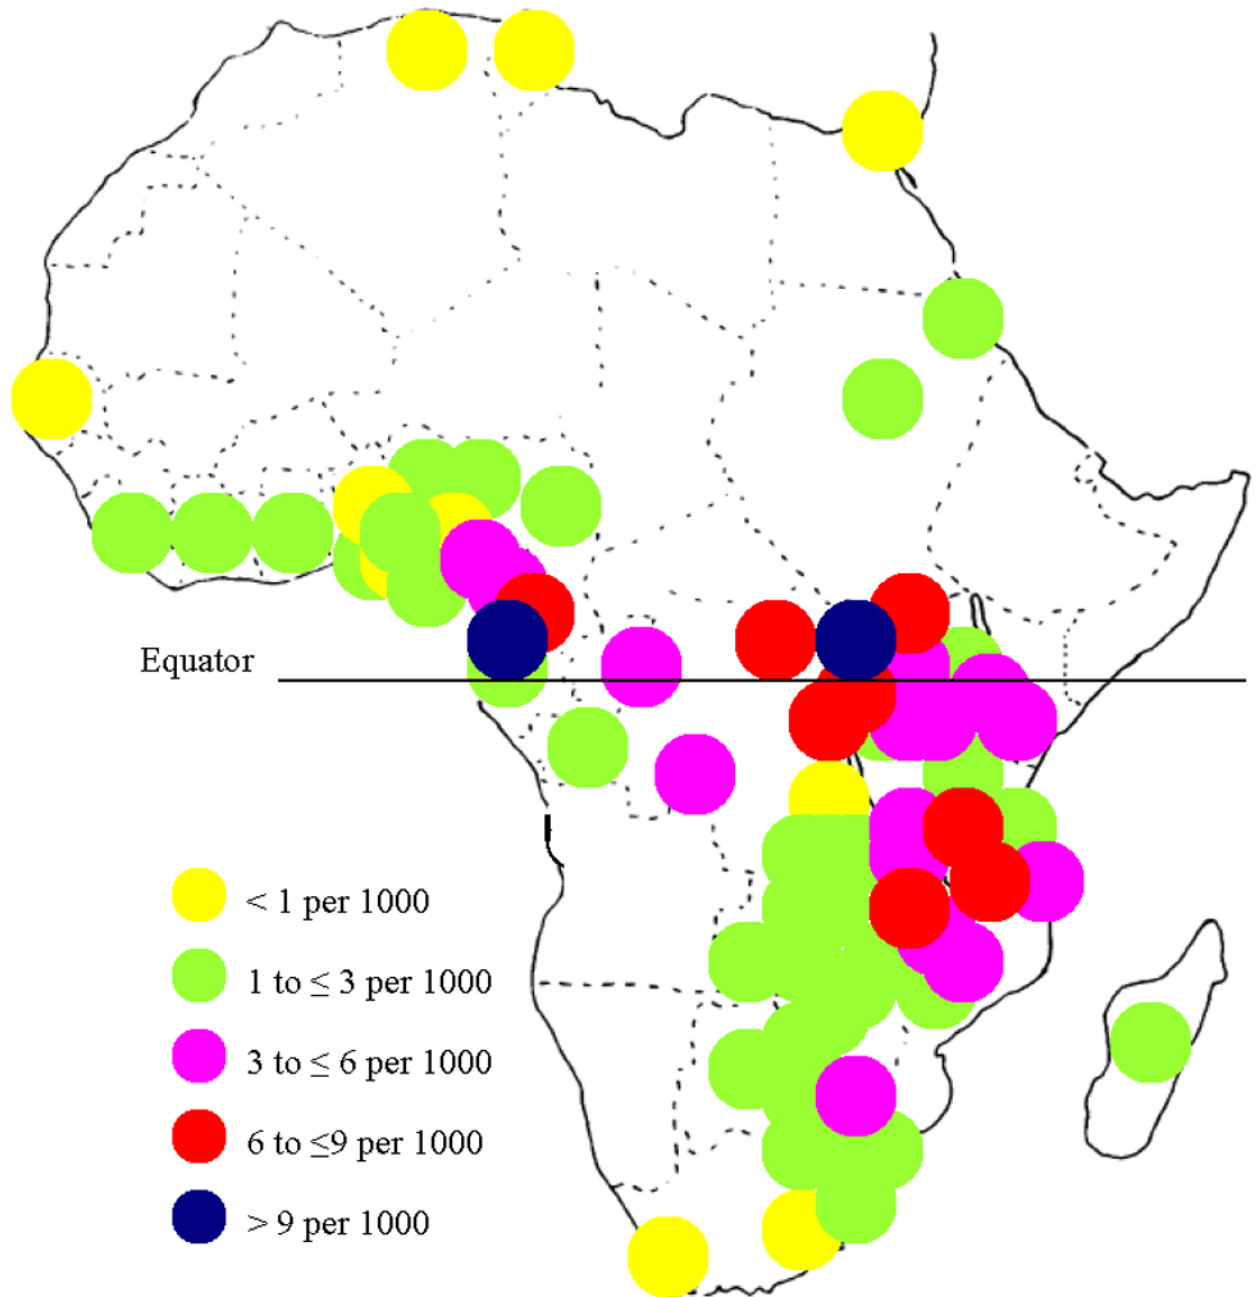 Equator
< 1 per 1000
1 to ≤ 3 per 1000
3 to ≤ 6 per 1000
6 to ≤9 per 1000
> 9 per 1000